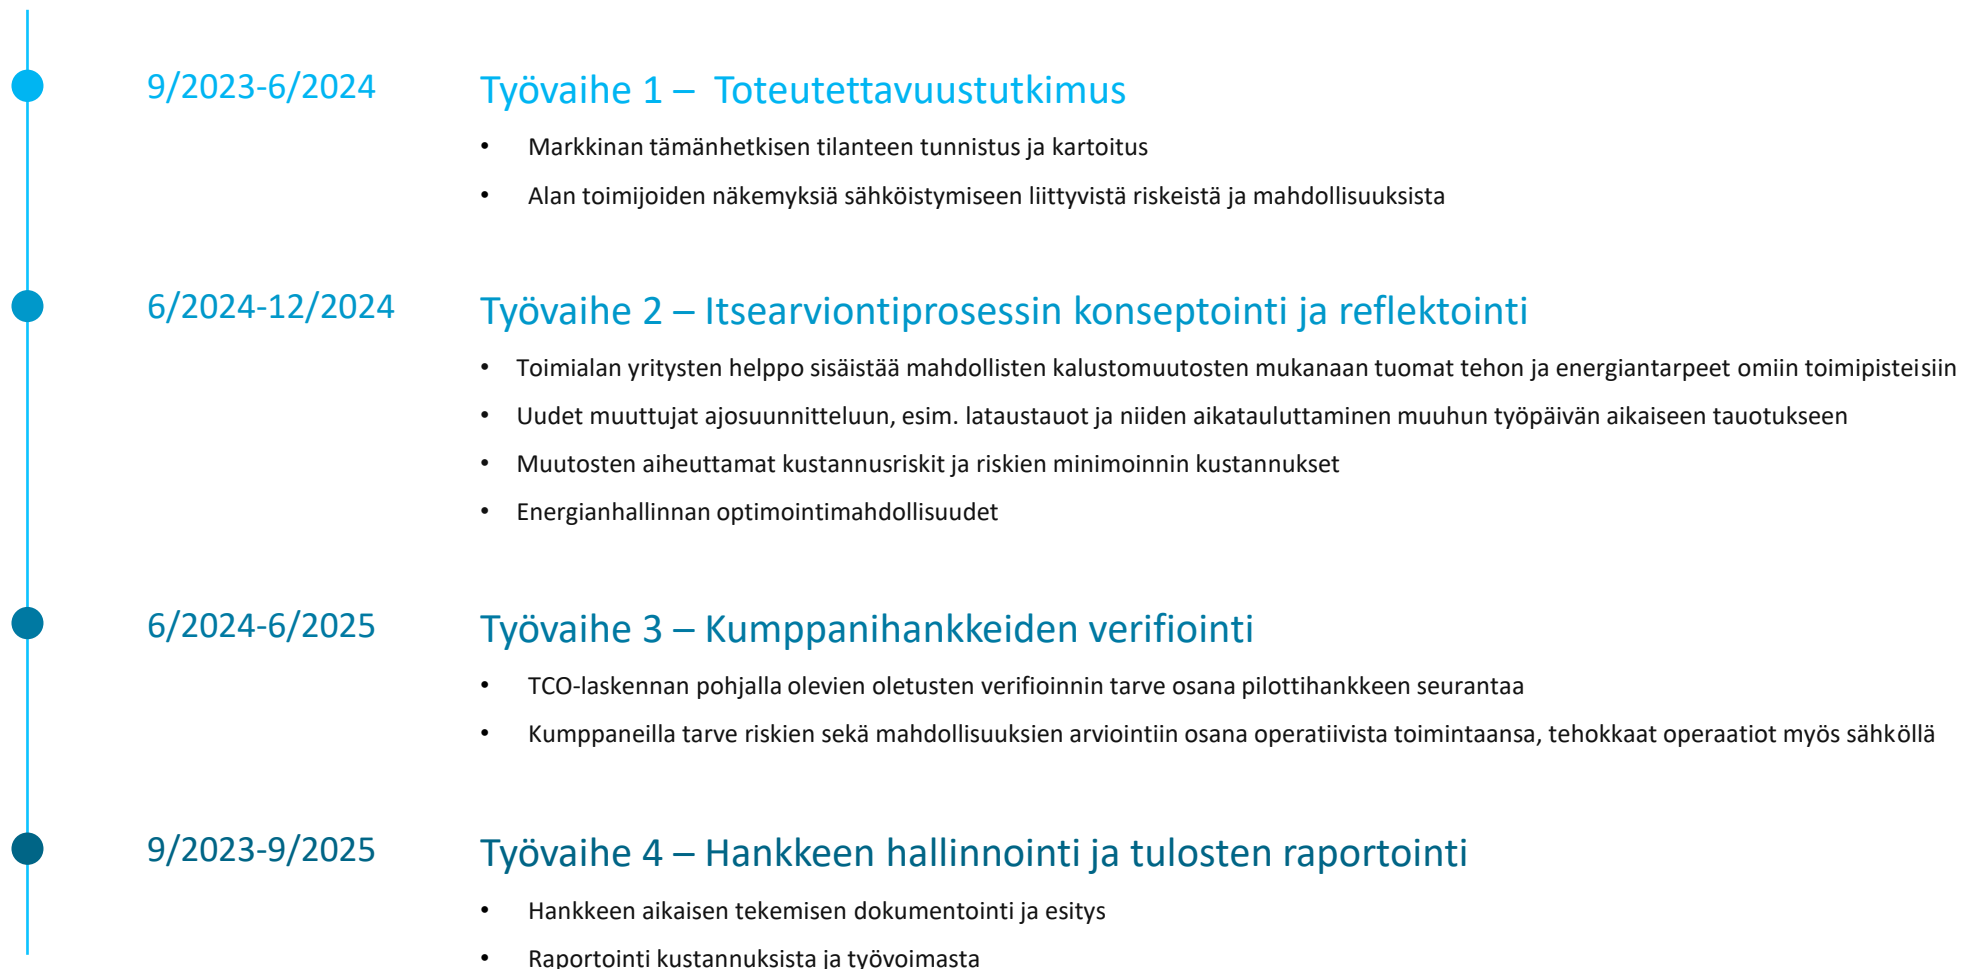 9/2023-6/2024
Työvaihe 1 – Toteutettavuustutkimus
• Markkinan tämänhetkisen tilanteen tunnistus ja kartoitus
• Alan toimijoiden näkemyksiä sähköistymiseen liittyvistä riskeistä ja mahdollisuuksista
6/2024-12/2024
Työvaihe 2 – Itsearviontiprosessin konseptointi ja reflektointi
• Toimialan yritysten helppo sisäistää mahdollisten kalustomuutosten mukanaan tuomat tehon ja energiantarpeet omiin toimipisteisiin
• Uudet muuttujat ajosuunnitteluun, esim. lataustauot ja niiden aikatauluttaminen muuhun työpäivän aikaiseen tauotukseen
• Muutosten aiheuttamat kustannusriskit ja riskien minimoinnin kustannukset
• Energianhallinnan optimointimahdollisuudet
6/2024-6/2025
Työvaihe 3 – Kumppanihankkeiden verifiointi
• TCO-laskennan pohjalla olevien oletusten verifioinnin tarve osana pilottihankkeen seurantaa
• Kumppaneilla tarve riskien sekä mahdollisuuksien arviointiin osana operatiivista toimintaansa, tehokkaat operaatiot myös sähköllä
9/2023-9/2025
Työvaihe 4 – Hankkeen hallinnointi ja tulosten raportointi
• Hankkeen aikaisen tekemisen dokumentointi ja esitys
• Raportointi kustannuksista ja työvoimasta